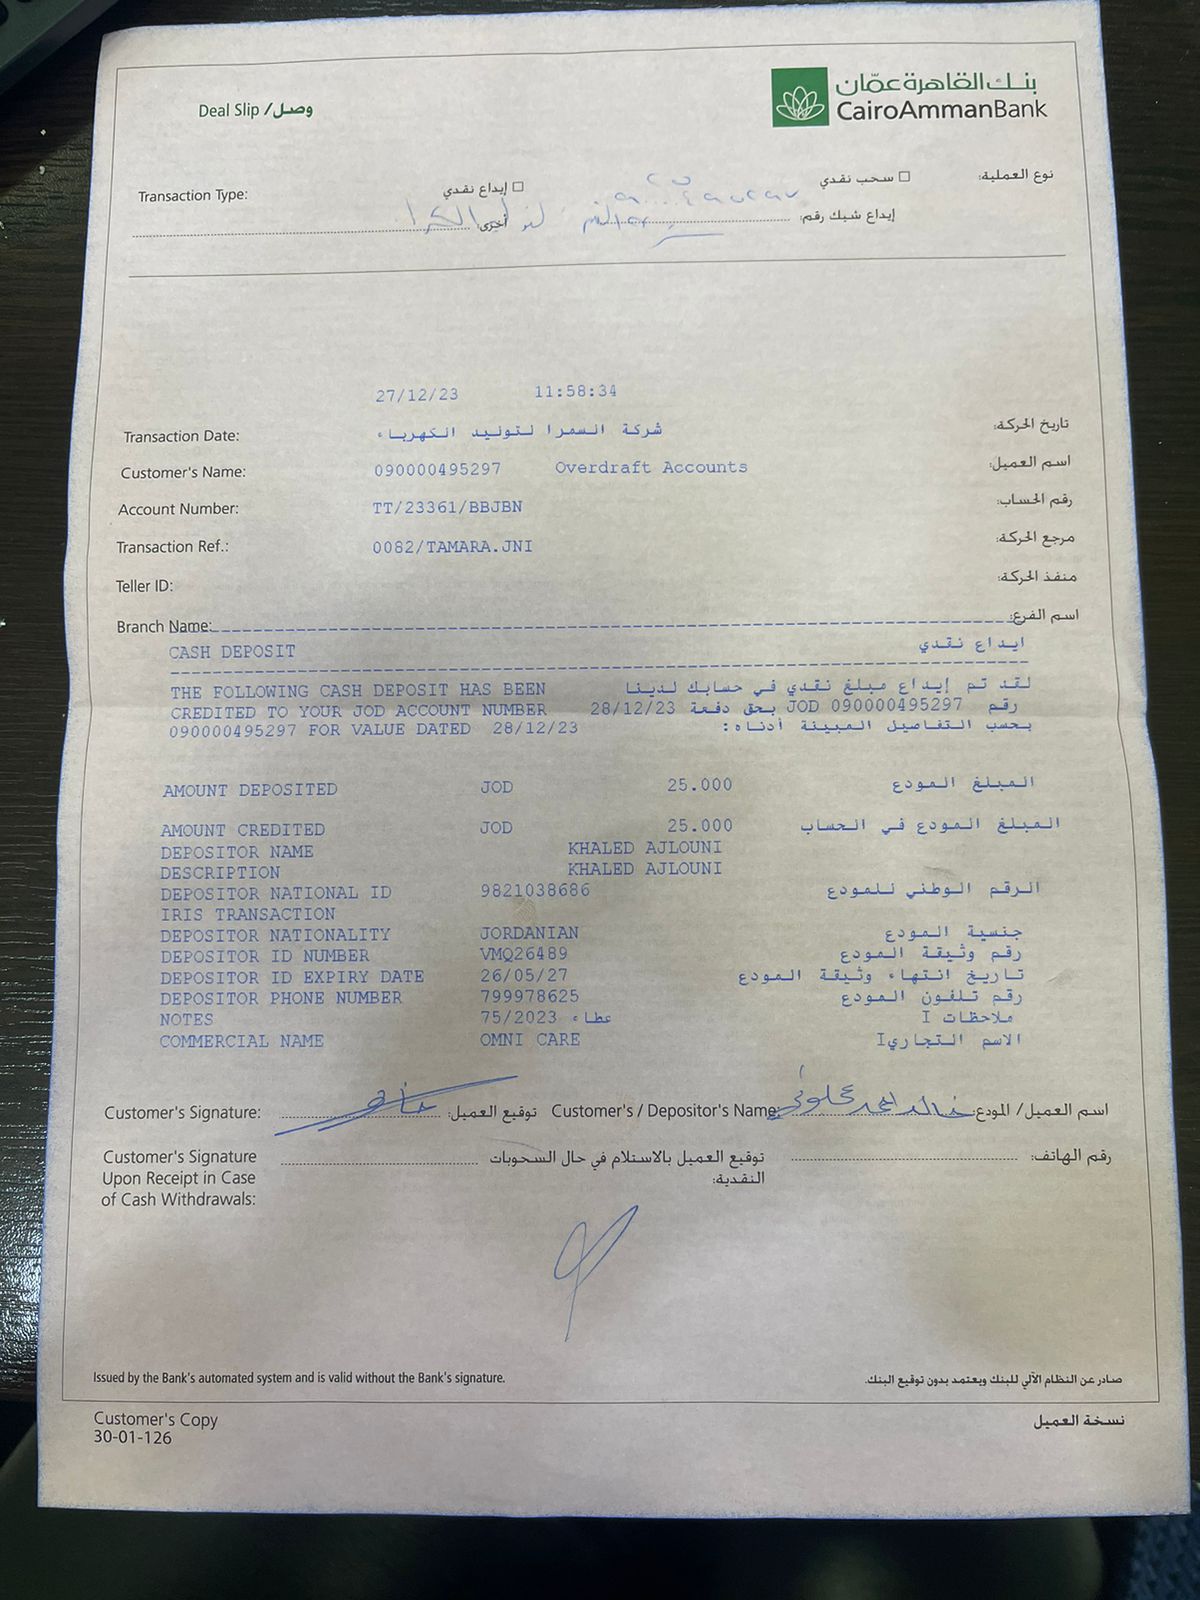 بنك القاهرة عمّان
CairoAmmanBank
Deal Slip / وصل
Transaction Type: □ إيداع نقدي □ سحب نقدي نوع العملية:
أخرى إيداع شيك رقم:
27/12/23 11:58:34
Transaction Date: شركة السمرا لتوليد الكهرباء تاريخ الحركة:
Customer's Name: 090000495297 Overdraft Accounts اسم العميل:
Account Number: TT/23361/BBJBN رقم الحساب:
Transaction Ref.: 0082/TAMARA.JNI مرجع الحركة:
Teller ID: منفذ الحركة:
Branch Name: اسم الفرع:
CASH DEPOSIT ايداع نقدي
THE FOLLOWING CASH DEPOSIT HAS BEEN لقد تم إيداع مبلغ نقدي في حسابك لدينا
CREDITED TO YOUR JOD ACCOUNT NUMBER رقم JOD 090000495297 بحق دفعة 28/12/23
090000495297 FOR VALUE DATED 28/12/23 بحسب التفاصيل المبينة أدناه:
AMOUNT DEPOSITED JOD 25.000 المبلغ المودع
AMOUNT CREDITED JOD 25.000 المبلغ المودع في الحساب
DEPOSITOR NAME KHALED AJLOUNI
DESCRIPTION KHALED AJLOUNI
DEPOSITOR NATIONAL ID 9821038686 الرقم الوطني للمودع
IRIS TRANSACTION
DEPOSITOR NATIONALITY JORDANIAN جنسية المودع
DEPOSITOR ID NUMBER VMQ26489 رقم وثيقة المودع
DEPOSITOR ID EXPIRY DATE 26/05/27 تاريخ انتهاء وثيقة المودع
DEPOSITOR PHONE NUMBER 799978625 رقم تلفون المودع
NOTES 75/2023 عطاء ملاحظات I
COMMERCIAL NAME OMNI CARE الاسم التجاريI
Customer's Signature: توقيع العميل: Customer's / Depositor's Name: خالد عجلوني اسم العميل/ المودع:
Customer's Signature توقيع العميل بالاستلام في حال السحوبات رقم الهاتف:
Upon Receipt in Case النقدية:
of Cash Withdrawals:
Issued by the Bank's automated system and is valid without the Bank's signature. صادر عن النظام الآلي للبنك ويعتمد بدون توقيع البنك.
Customer's Copy نسخة العميل
30-01-126